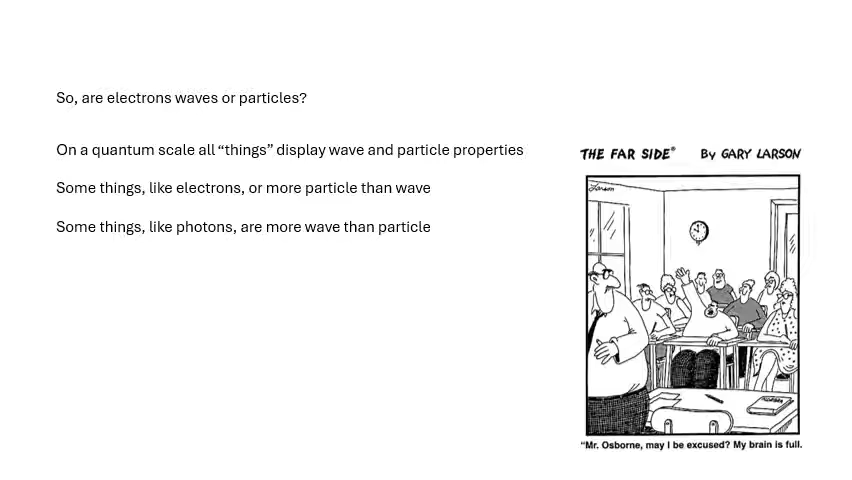 So, are electrons waves or particles?
On a quantum scale all “things” display wave and particle properties
Some things, like electrons, or more particle than wave
Some things, like photons, are more wave than particle
THE FAR SIDE® By GARY LARSON
Larson
“Mr. Osborne, may I be excused? My brain is full.